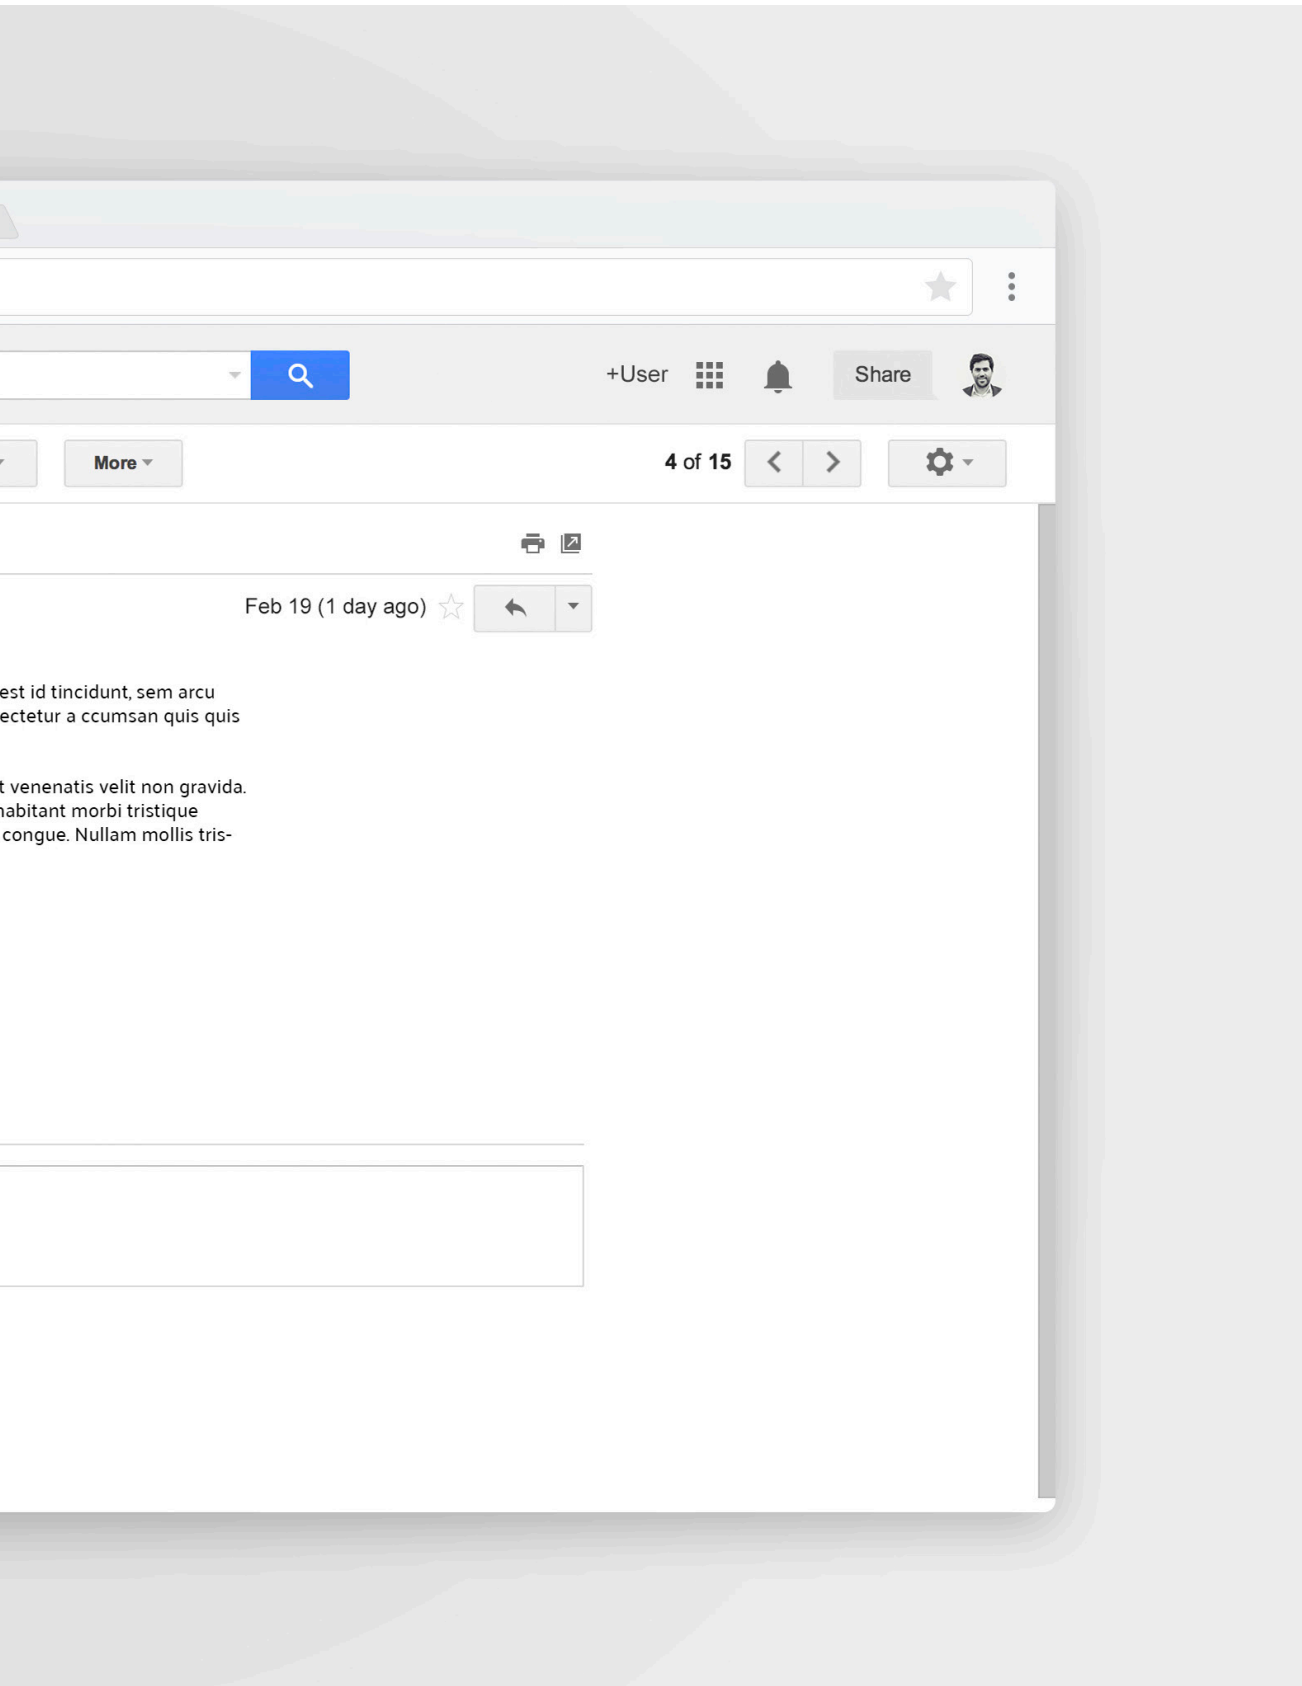 +User
Share
More
4 of 15
Feb 19 (1 day ago)
est id tincidunt, sem arcu
ectetur a ccumsan quis quis
t venenatis velit non gravida.
habitant morbi tristique
congue. Nullam mollis tris-